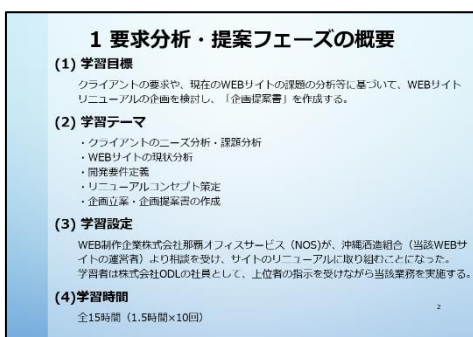 1 要求分析・提案フェーズの概要
(1) 学習目標
クライアントの要求や、現在のWEBサイトの課題の分析等に基づいて、WEBサイト
リニューアルの企画を検討し、「企画提案書」を作成する。
(2) 学習テーマ
・クライアントのニーズ分析・課題分析
・WEBサイトの現状分析
・開発要件定義
・リニューアルコンセプト策定
・企画立案・企画提案書の作成
(3) 学習設定
WEB制作企業株式会社那覇オフィスサービス（NOS)が、沖縄酒造組合（当該WEBサ
イトの運営者）より相談を受け、サイトのリニューアルに取り組むことになった。
学習者は株式会社ODLの社員として、上位者の指示を受けながら当該業務を実施する。
(4)学習時間
全15時間（1.5時間×10回）
2